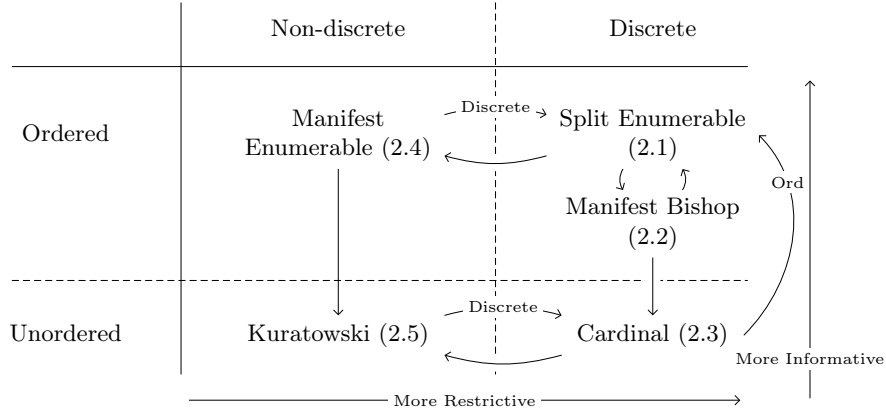 Non-discrete
Discrete
Ordered
Manifest
Enumerable (2.4)
Discrete
Split Enumerable
(2.1)
Manifest Bishop
(2.2)
Ord
Unordered
Kuratowski (2.5)
Discrete
Cardinal (2.3)
More Informative
More Restrictive